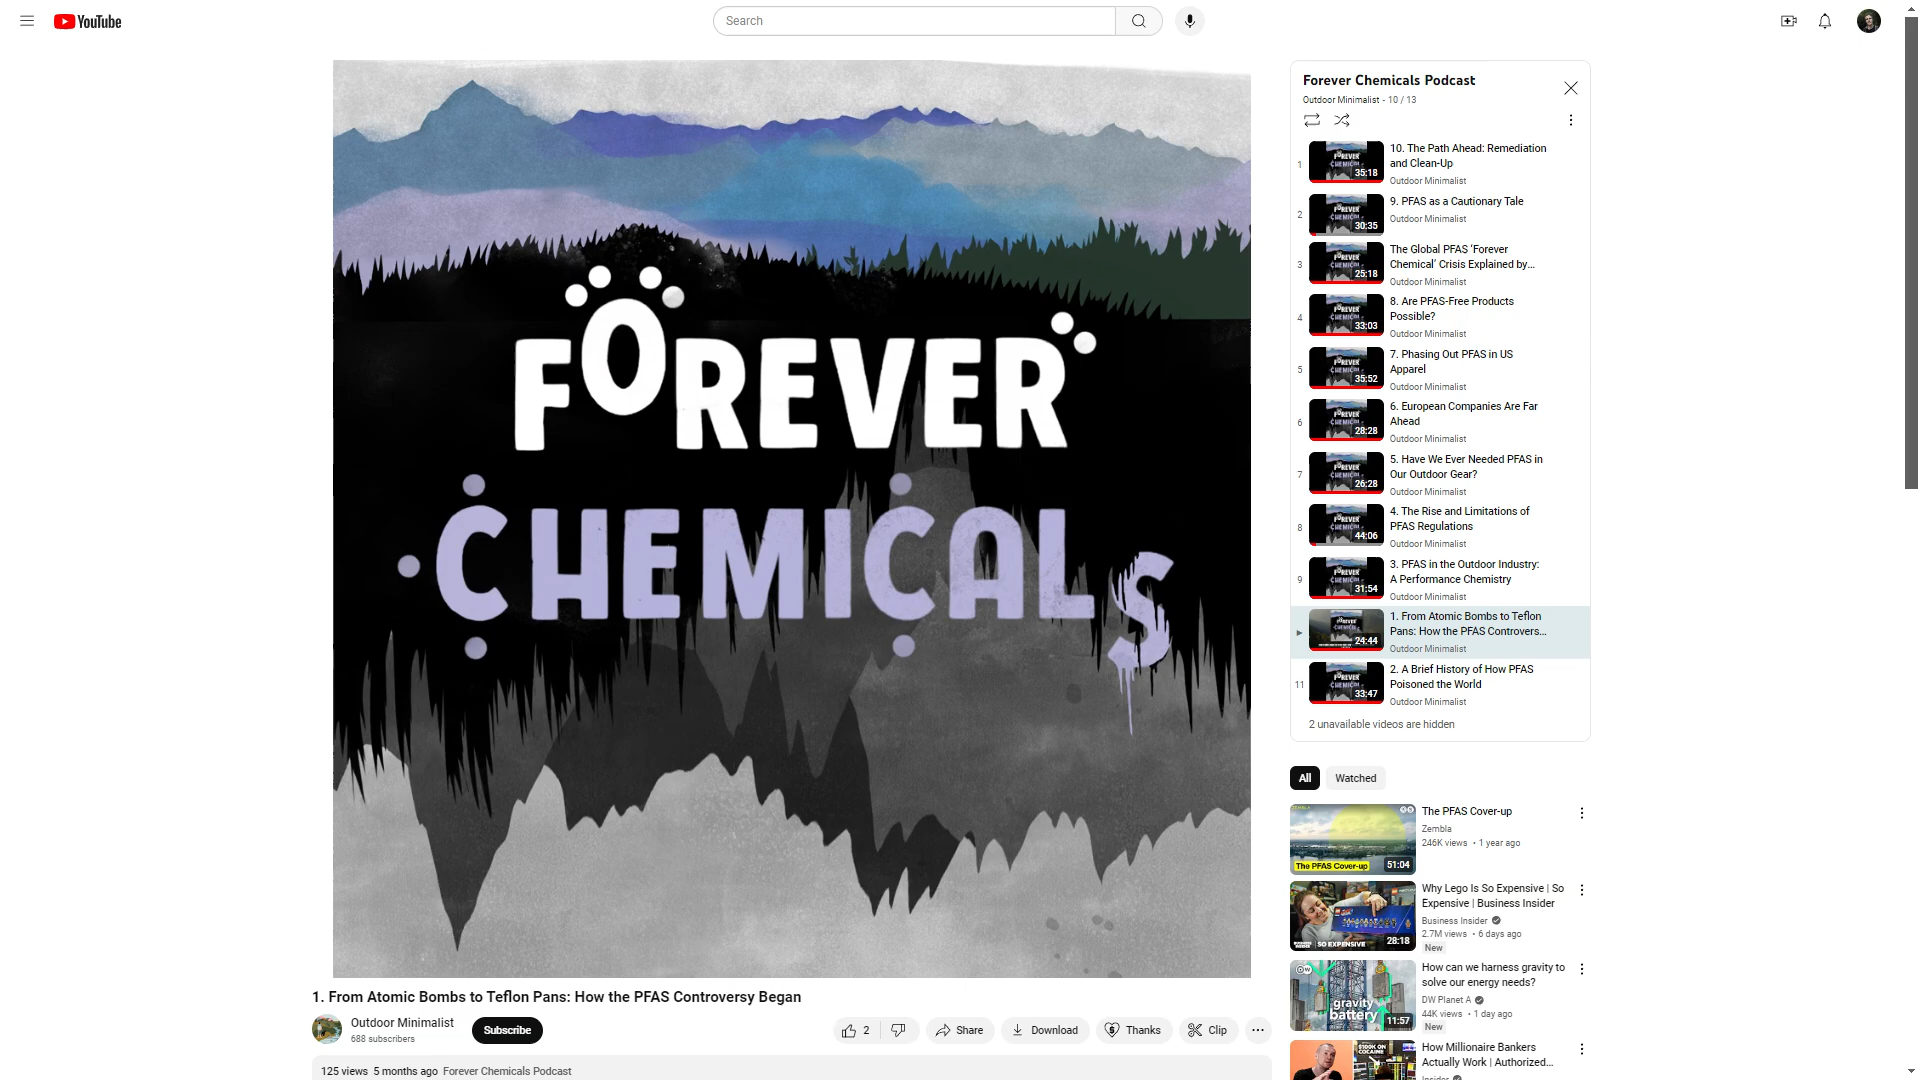 YouTube
Search
FOREVER
CHEMICALS
1. From Atomic Bombs to Teflon Pans: How the PFAS Controversy Began
Outdoor Minimalist
688 subscribers
Subscribe
2
Share
Download
Thanks
Clip
125 views 5 months ago Forever Chemicals Podcast
Forever Chemicals Podcast
Outdoor Minimalist - 10 / 13
1
35:18
10. The Path Ahead: Remediation
and Clean-Up
Outdoor Minimalist
2
30:35
9. PFAS as a Cautionary Tale
Outdoor Minimalist
3
25:18
The Global PFAS ‘Forever
Chemical’ Crisis Explained by...
Outdoor Minimalist
4
33:03
8. Are PFAS-Free Products
Possible?
Outdoor Minimalist
5
35:52
7. Phasing Out PFAS in US
Apparel
Outdoor Minimalist
6
28:28
6. European Companies Are Far
Ahead
Outdoor Minimalist
7
26:28
5. Have We Ever Needed PFAS in
Our Outdoor Gear?
Outdoor Minimalist
8
44:06
4. The Rise and Limitations of
PFAS Regulations
Outdoor Minimalist
9
31:54
3. PFAS in the Outdoor Industry:
A Performance Chemistry
Outdoor Minimalist
24:44
1. From Atomic Bombs to Teflon
Pans: How the PFAS Controvers...
Outdoor Minimalist
11
33:47
2. A Brief History of How PFAS
Poisoned the World
Outdoor Minimalist
2 unavailable videos are hidden
All
Watched
The PFAS Cover-up
51:04
The PFAS Cover-up
Zembla
246K views • 1 year ago
SO EXPENSIVE
28:18
Why Lego Is So Expensive | So
Expensive | Business Insider
Business Insider
2.7M views • 6 days ago
New
gravity
battery
11:57
How can we harness gravity to
solve our energy needs?
DW Planet A
44K views • 1 day ago
New
$100K ON
COCAINE
How Millionaire Bankers
Actually Work | Authorized...
Insider